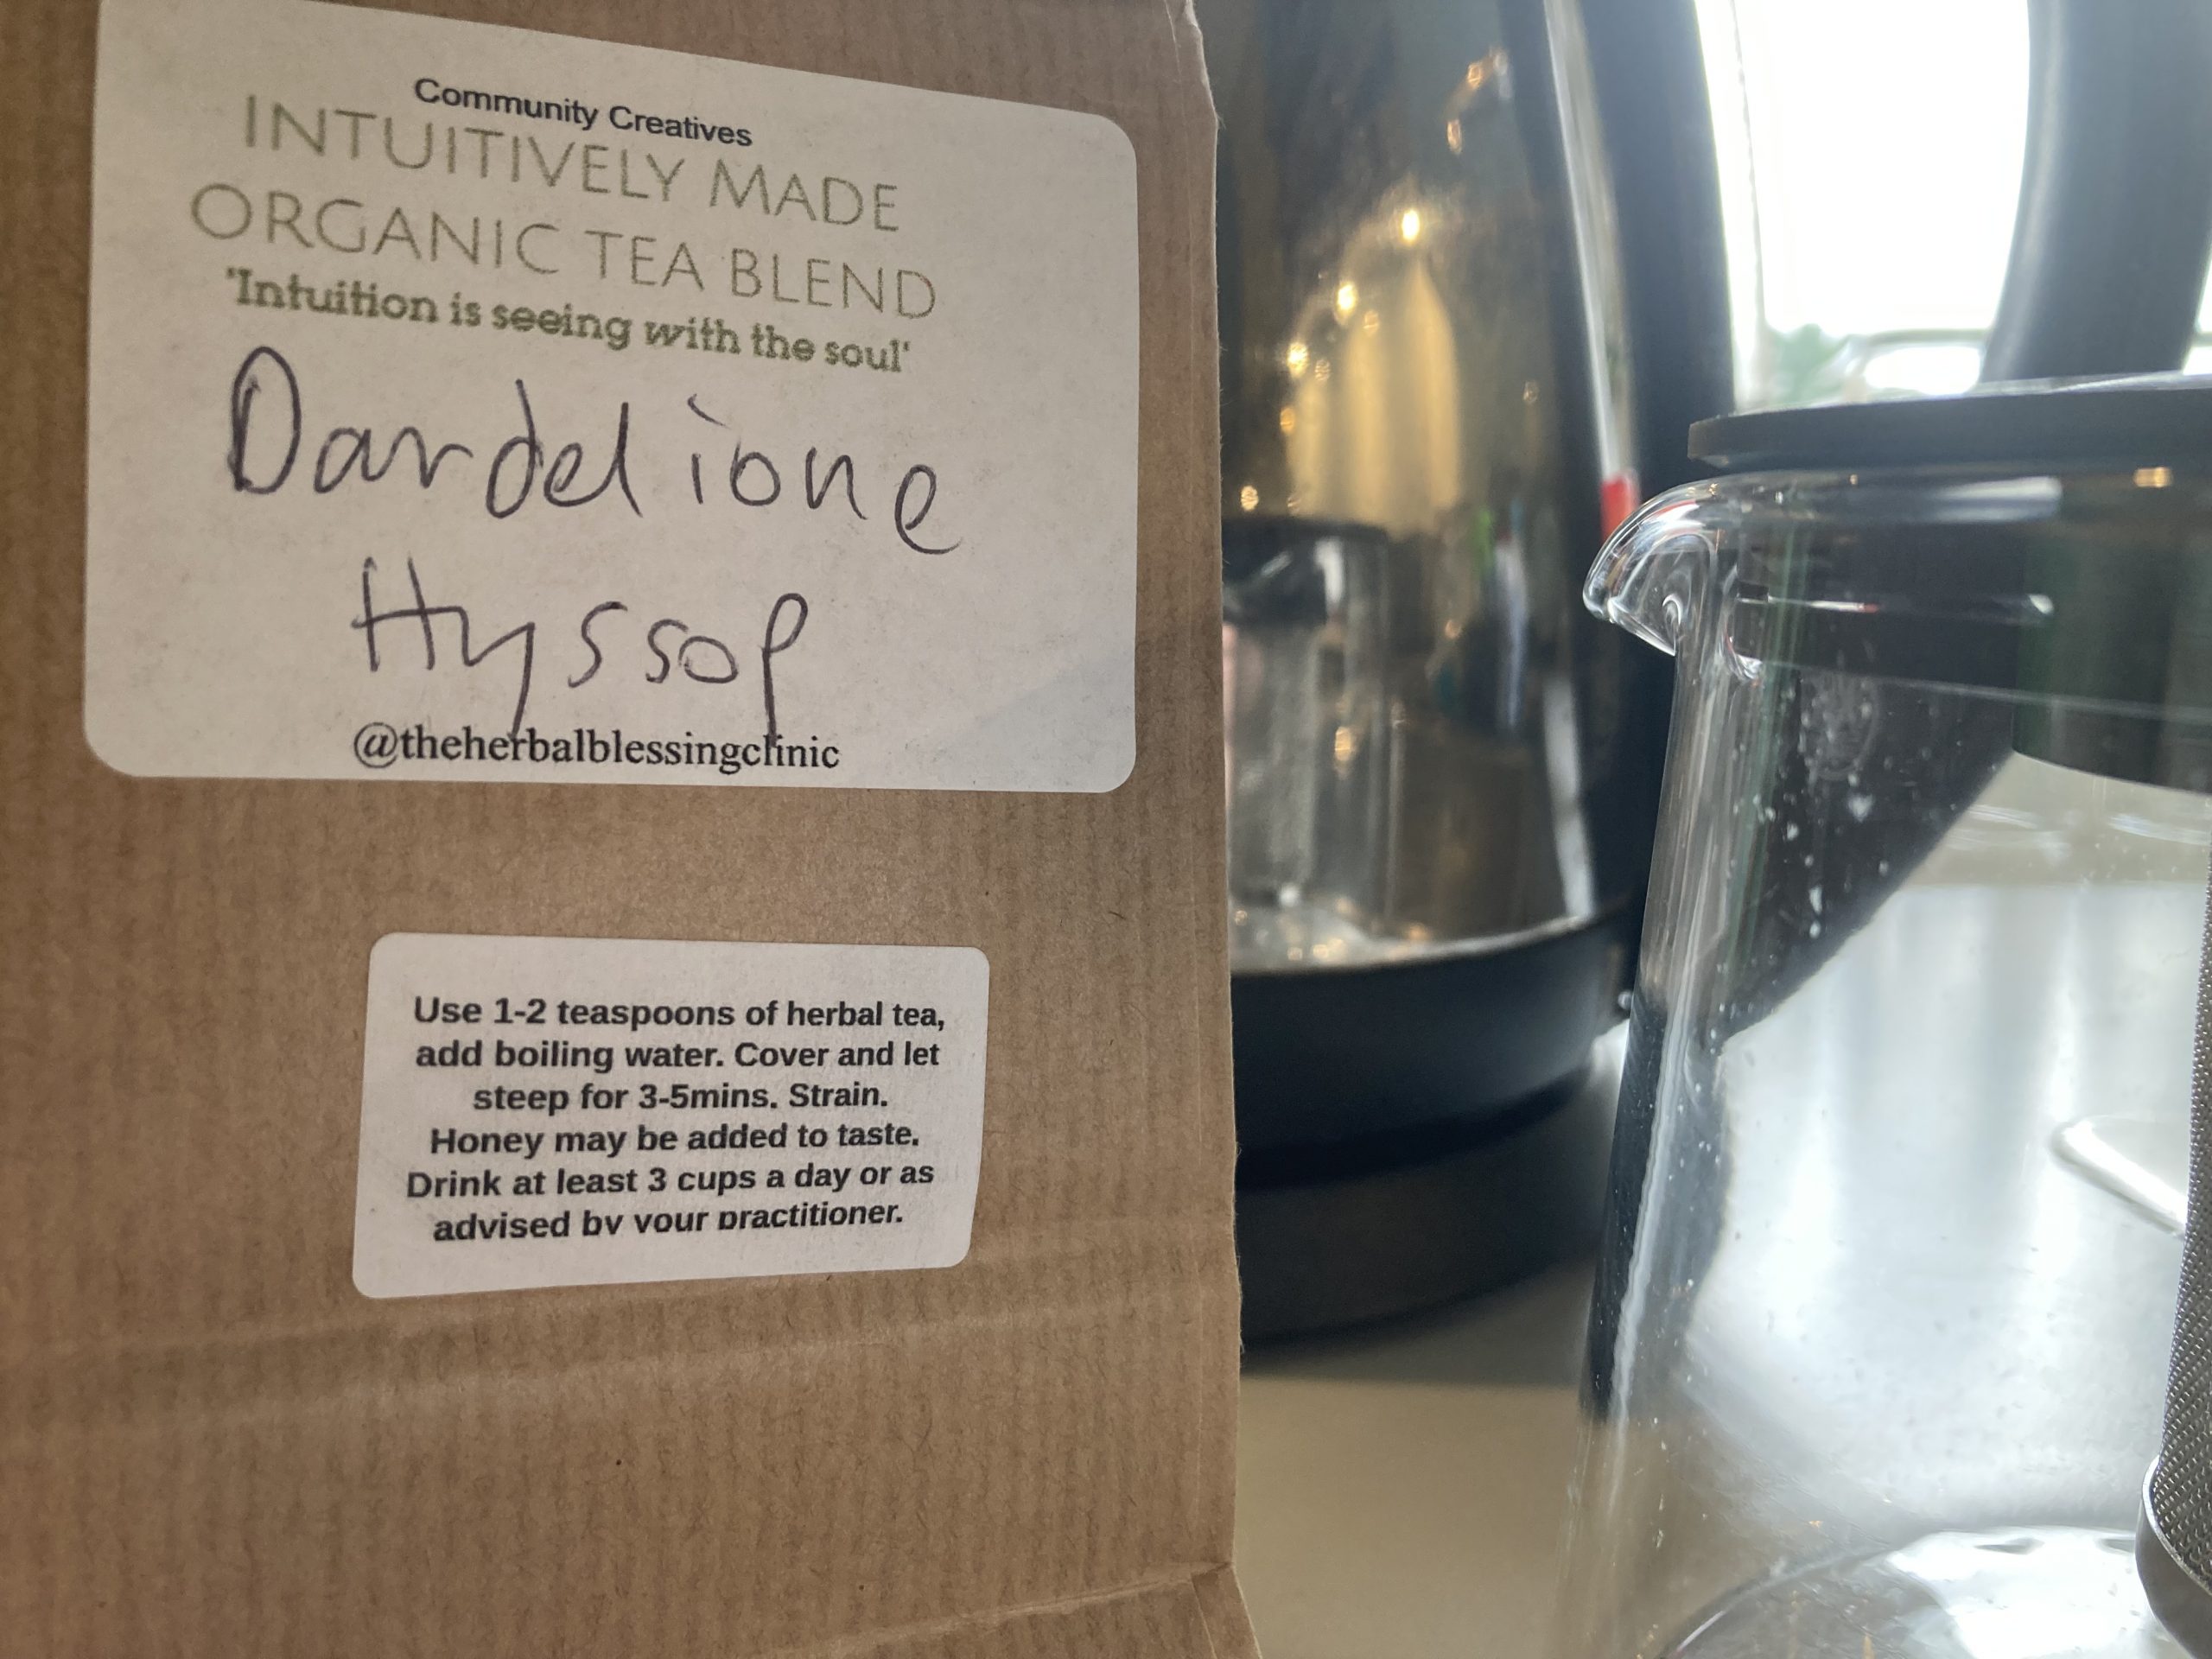 Community Creatives
INTUITIVELY MADE
ORGANIC TEA BLEND
'Intuition is seeing with the soul'
Dandelione
Hyssop
@theherbalblessingclinic
Use 1-2 teaspoons of herbal tea,
add boiling water. Cover and let
steep for 3-5mins. Strain.
Honey may be added to taste.
Drink at least 3 cups a day or as
advised by your practitioner.